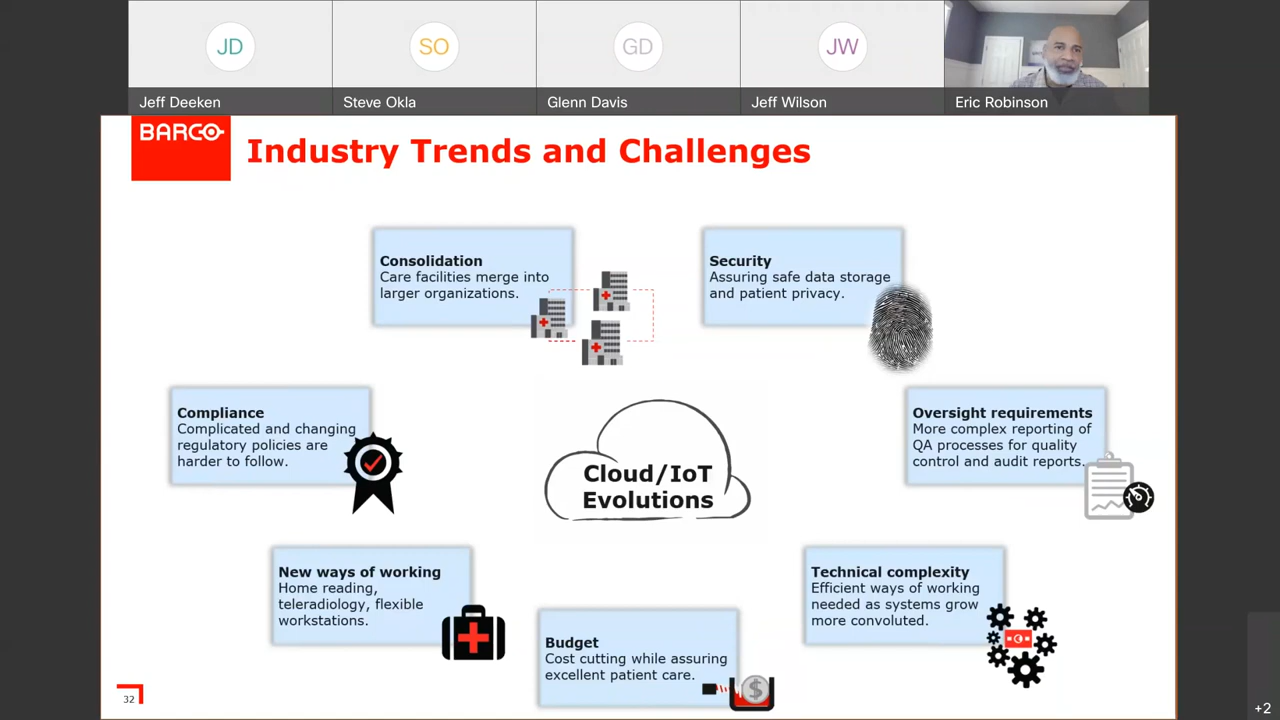 JD
SO
GD
JW
Jeff Deeken
Steve Okla
Glenn Davis
Jeff Wilson
Eric Robinson
BARCO
Industry Trends and Challenges
Consolidation
Care facilities merge into
larger organizations.
Security
Assuring safe data storage
and patient privacy.
Compliance
Complicated and changing
regulatory policies are
harder to follow.
Oversight requirements
More complex reporting of
QA processes for quality
control and audit reports.
Cloud/IoT
Evolutions
New ways of working
Home reading,
teleradiology, flexible
workstations.
Technical complexity
Efficient ways of working
needed as systems grow
more convoluted.
Budget
Cost cutting while assuring
excellent patient care.
$
32
+2